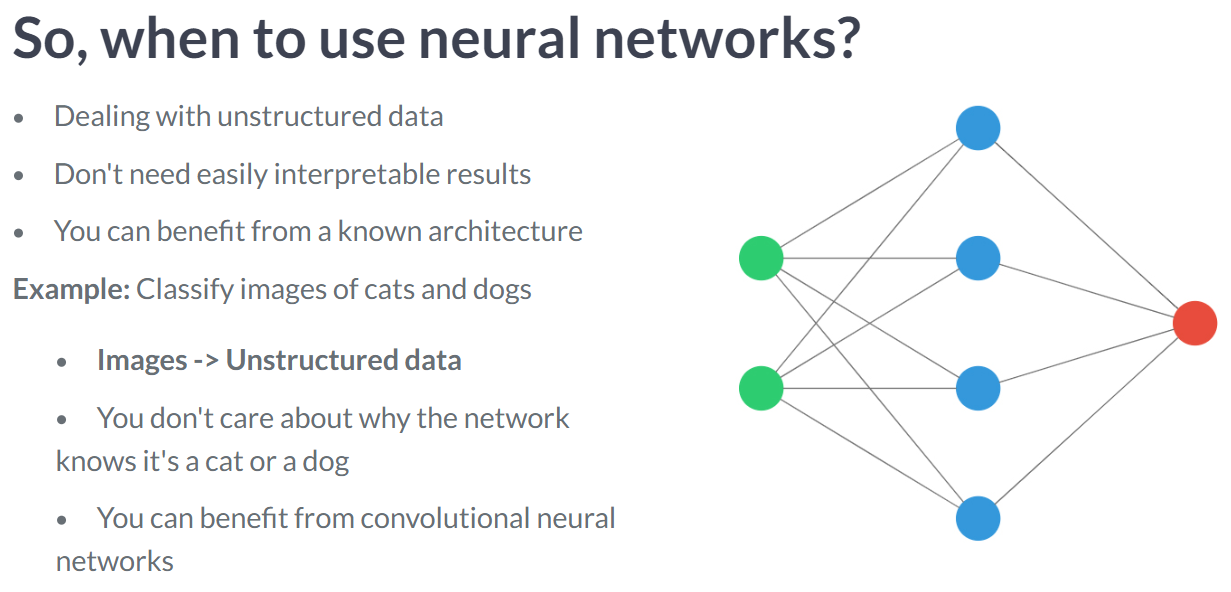 So, when to use neural networks?
• Dealing with unstructured data
• Don't need easily interpretable results
• You can benefit from a known architecture
Example: Classify images of cats and dogs
• Images -> Unstructured data
• You don't care about why the network
knows it's a cat or a dog
• You can benefit from convolutional neural
networks